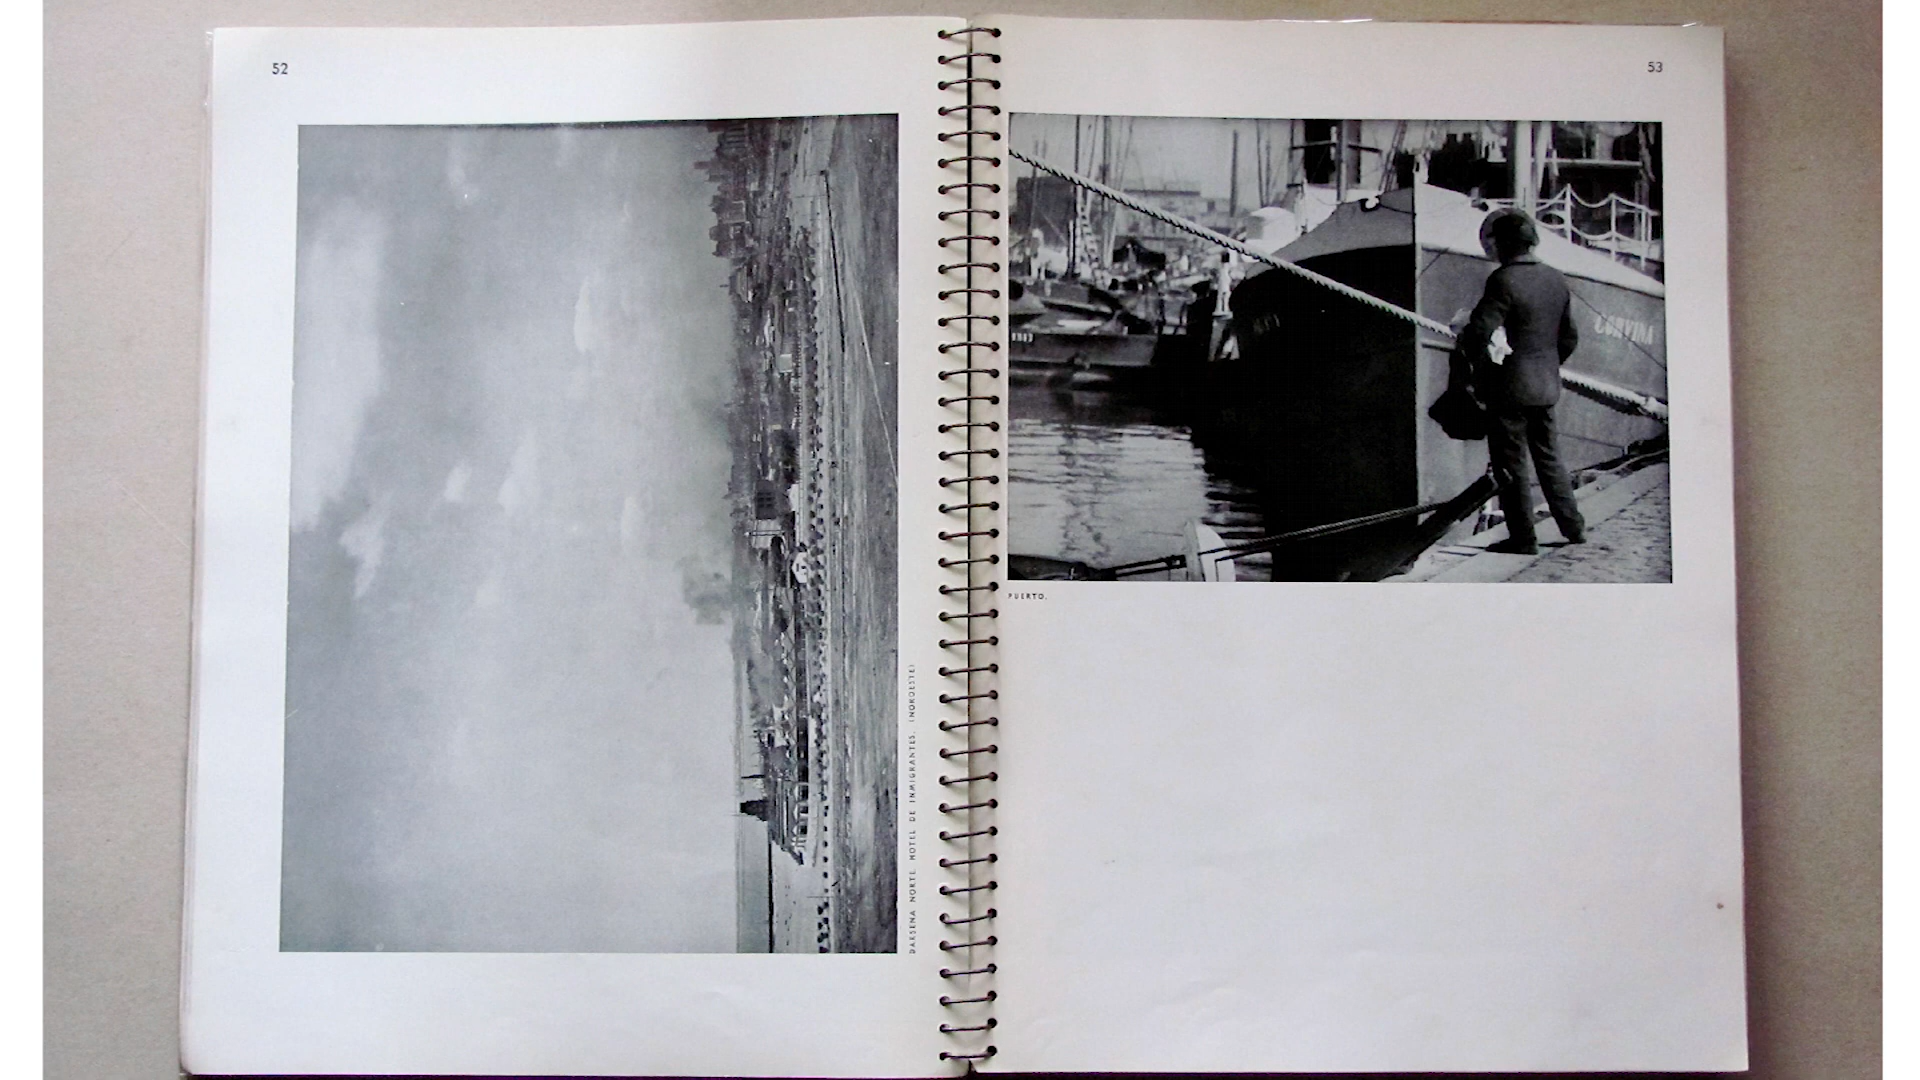 52
DARSENA NORTE. HOTEL DE INMIGRANTES. (NOROESTE)
53
CORVINA
PUERTO.